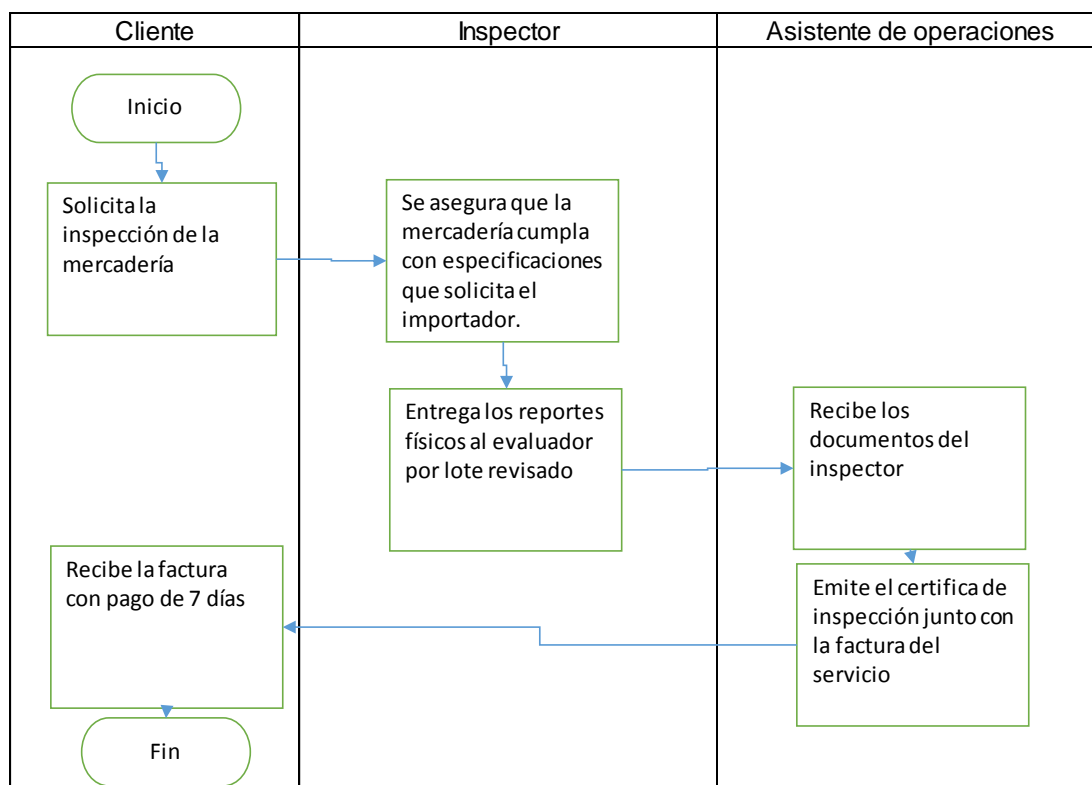 Cliente
Inspector
Asistente de operaciones
Inicio
Solicita la
inspección de la
mercadería
Se asegura que la
mercadería cumpla
con especificaciones
que solicita el
importador.
Entrega los reportes
físicos al evaluador
por lote revisado
Recibe los
documentos del
inspector
Emite el certifica de
inspección junto con
la factura del
servicio
Recibe la factura
con pago de 7 días
Fin